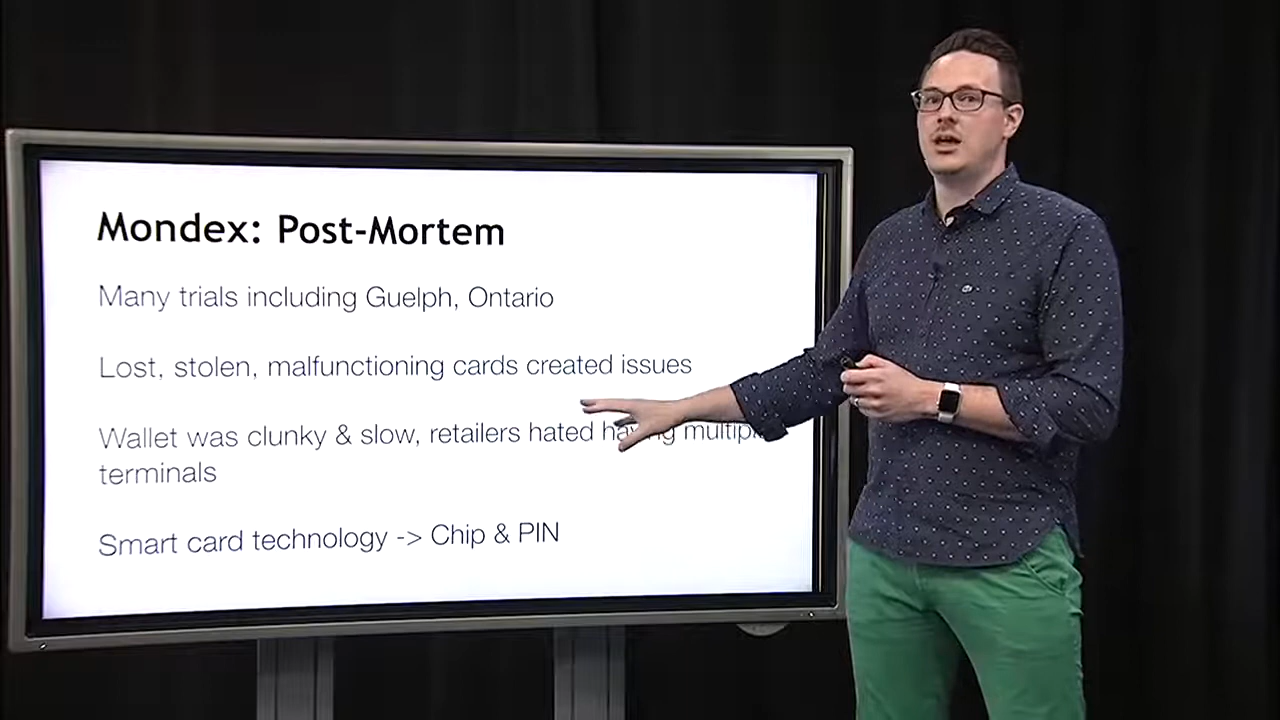 Mondex: Post-Mortem
Many trials including Guelph, Ontario
Lost, stolen, malfunctioning cards created issues
Wallet was clunky & slow, retailers hated having
terminals
Smart card technology -> Chip & PIN